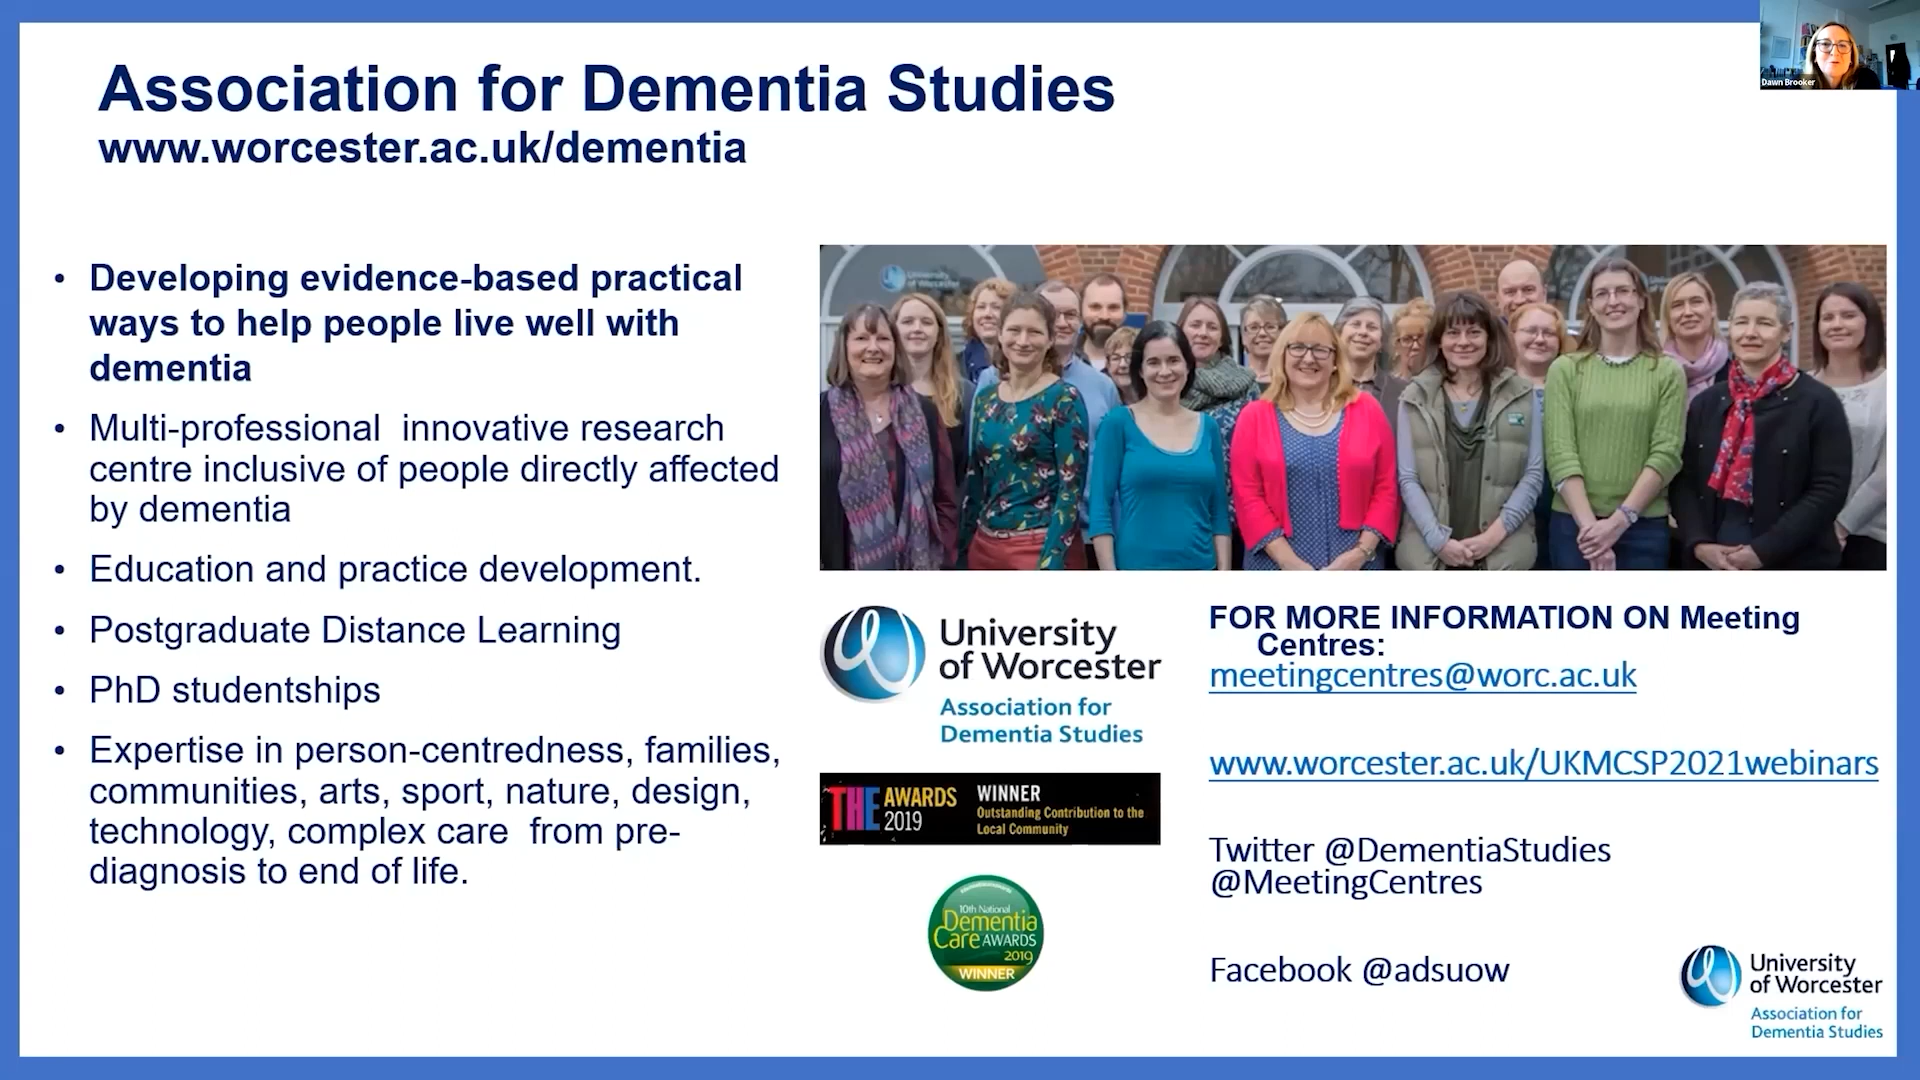 Association for Dementia Studies
www.worcester.ac.uk/dementia
Dawn Brooker
• Developing evidence-based practical
ways to help people live well with
dementia
• Multi-professional innovative research
centre inclusive of people directly affected
by dementia
• Education and practice development.
• Postgraduate Distance Learning
• PhD studentships
• Expertise in person-centredness, families,
communities, arts, sport, nature, design,
technology, complex care from pre-
diagnosis to end of life.
University
of Worcester
Association for
Dementia Studies
THE AWARDS
2019
WINNER
Outstanding Contribution to the
Local Community
10th National
Dementia
Care AWARDS
2019
WINNER
FOR MORE INFORMATION ON Meeting
Centres:
meetingcentres@worc.ac.uk
www.worcester.ac.uk/UKMCSP2021webinars
Twitter @DementiaStudies
@MeetingCentres
Facebook @adsuow
University
of Worcester
Association for
Dementia Studies